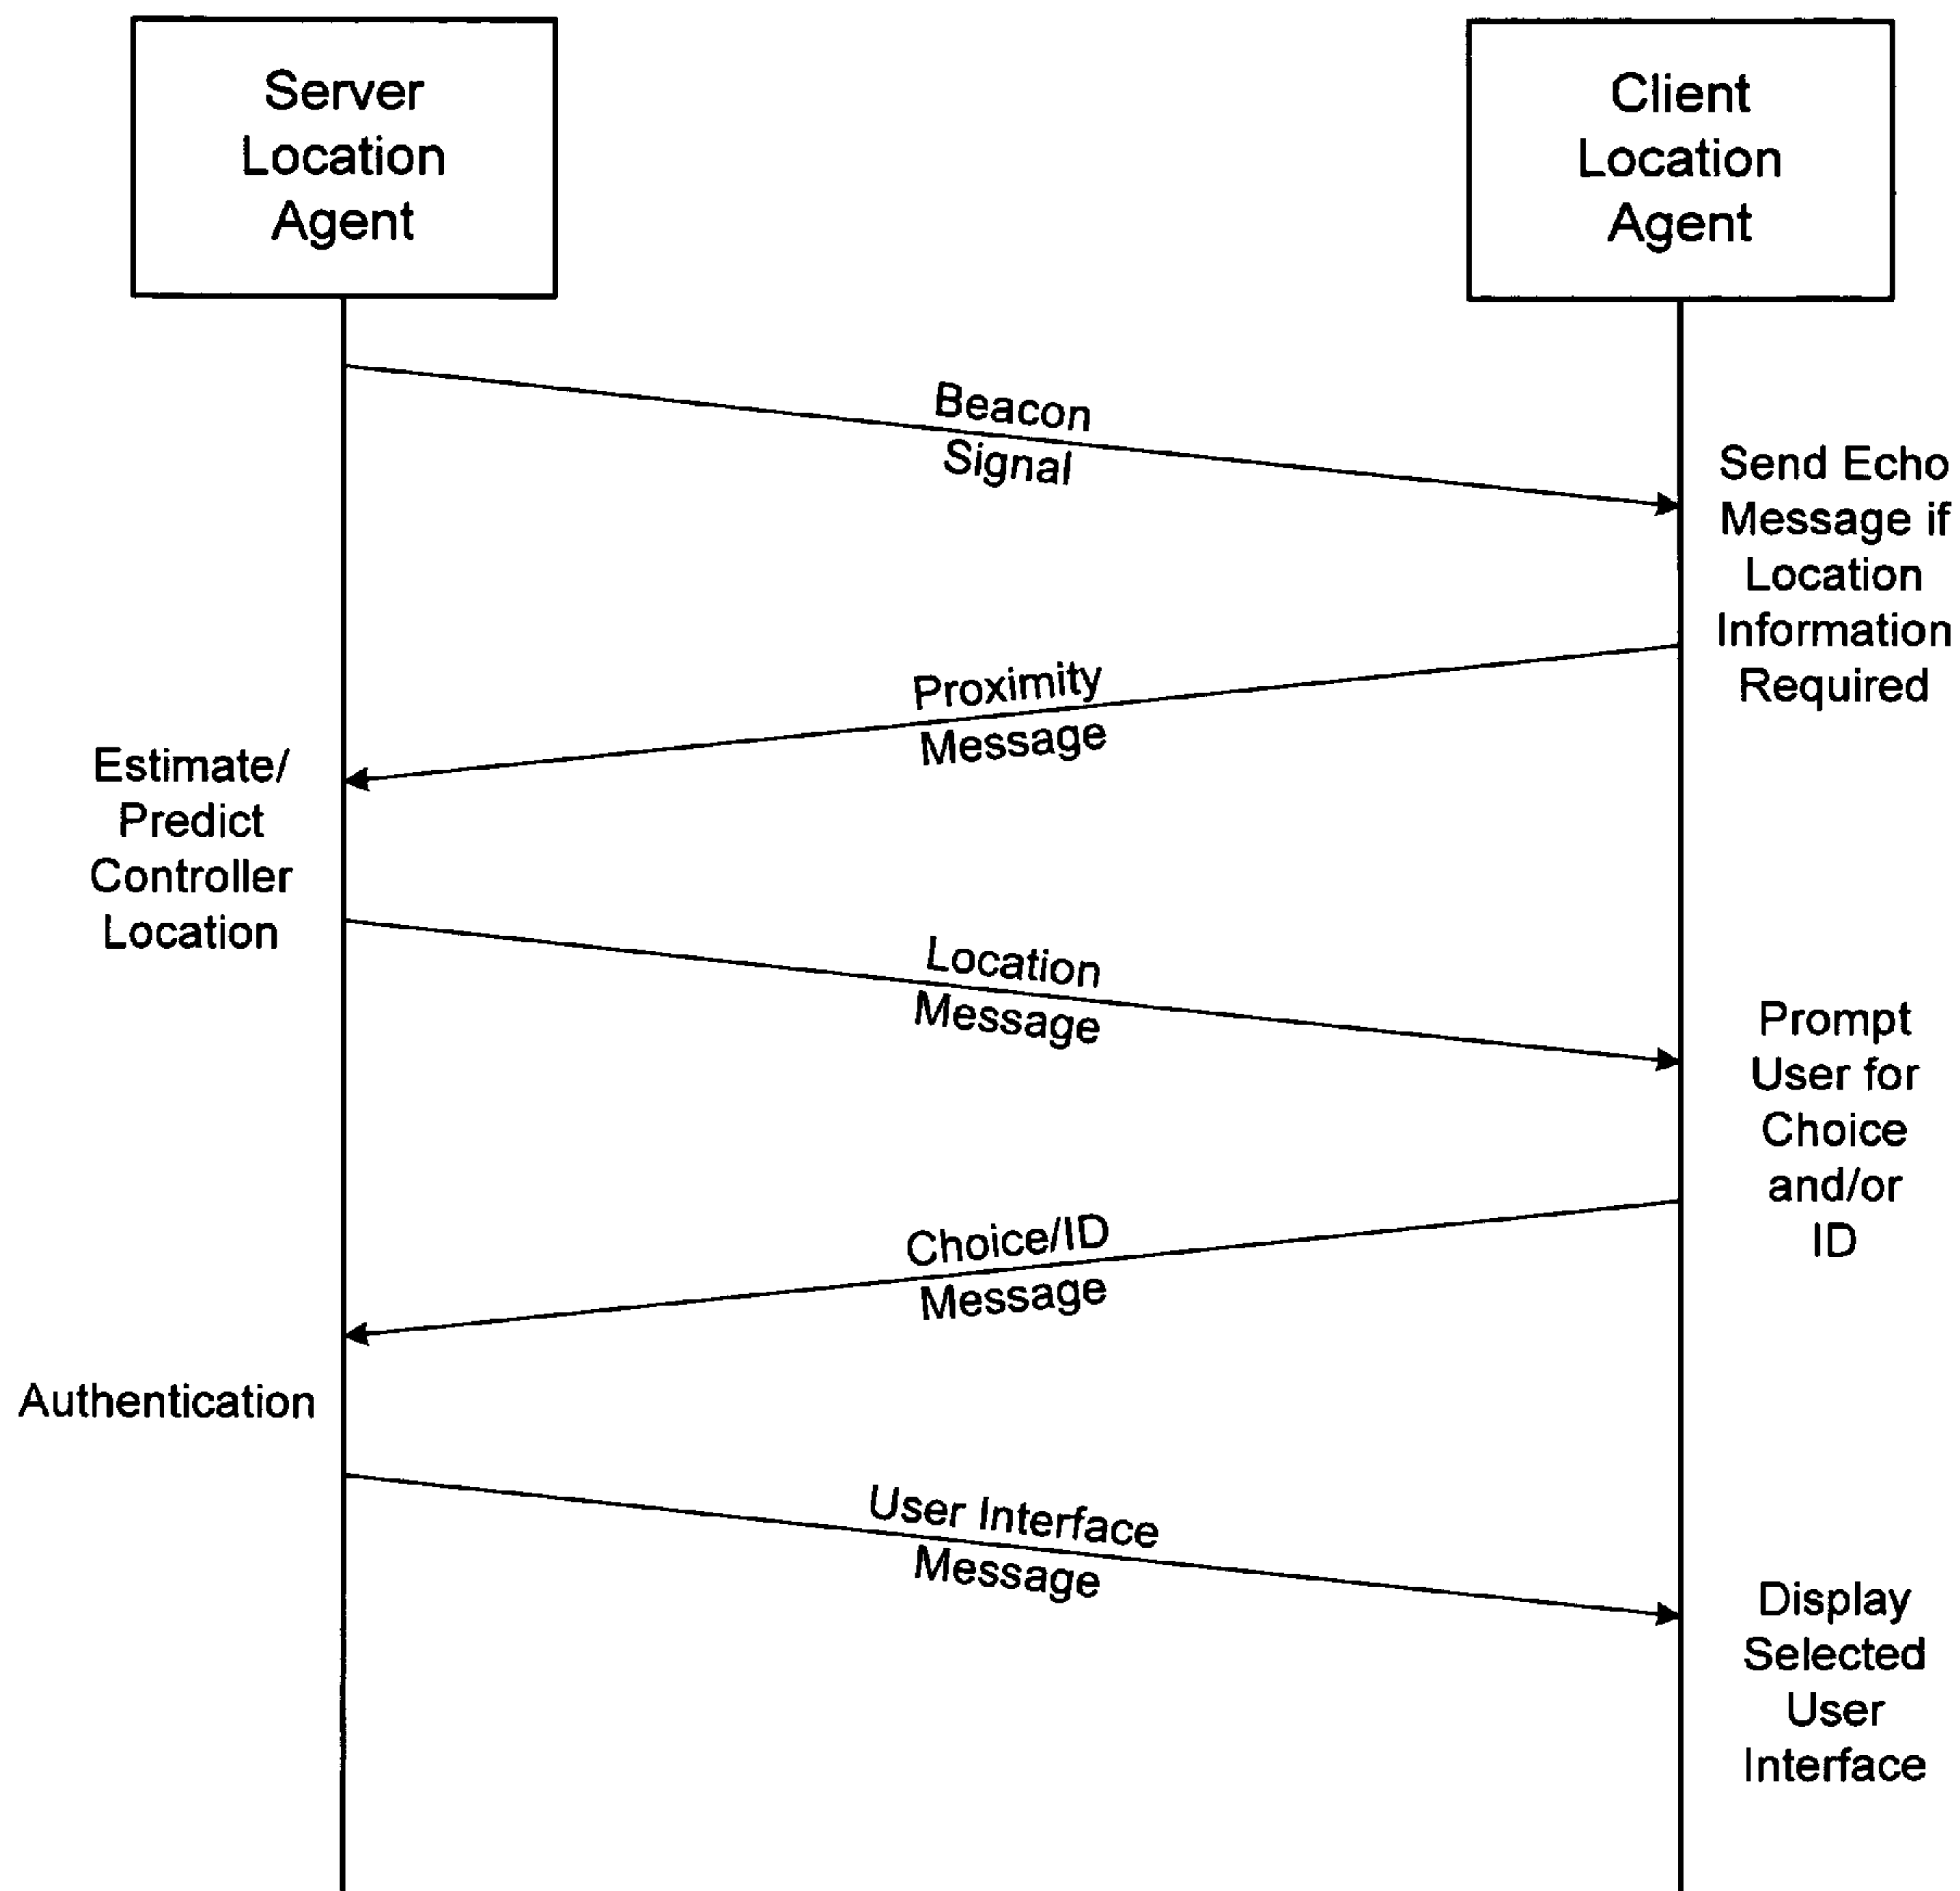 Server
Location
Agent
Client
Location
Agent
Beacon
Signal
Send Echo
Message if
Location
Information
Required
Proximity
Message
Estimate/
Predict
Controller
Location
Location
Message
Prompt
User for
Choice
and/or
ID
Choice/ID
Message
Authentication
User Interface
Message
Display
Selected
User
Interface